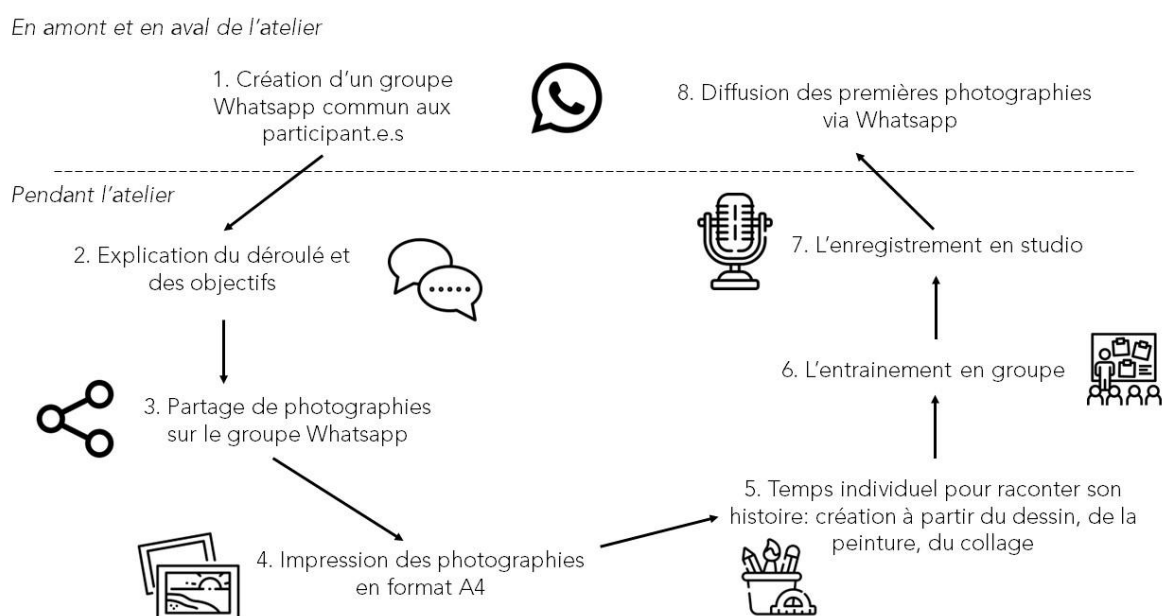 En amont et en aval de l'atelier
1. Création d'un groupe
Whatsapp commun aux
participant.e.s
8. Diffusion des premières photographies
via Whatsapp
Pendant l'atelier
2. Explication du déroulé et
des objectifs
7. L'enregistrement en studio
6. L'entrainement en groupe
3. Partage de photographies
sur le groupe Whatsapp
5. Temps individuel pour raconter son
histoire: création à partir du dessin, de la
peinture, du collage
4. Impression des photographies
en format A4